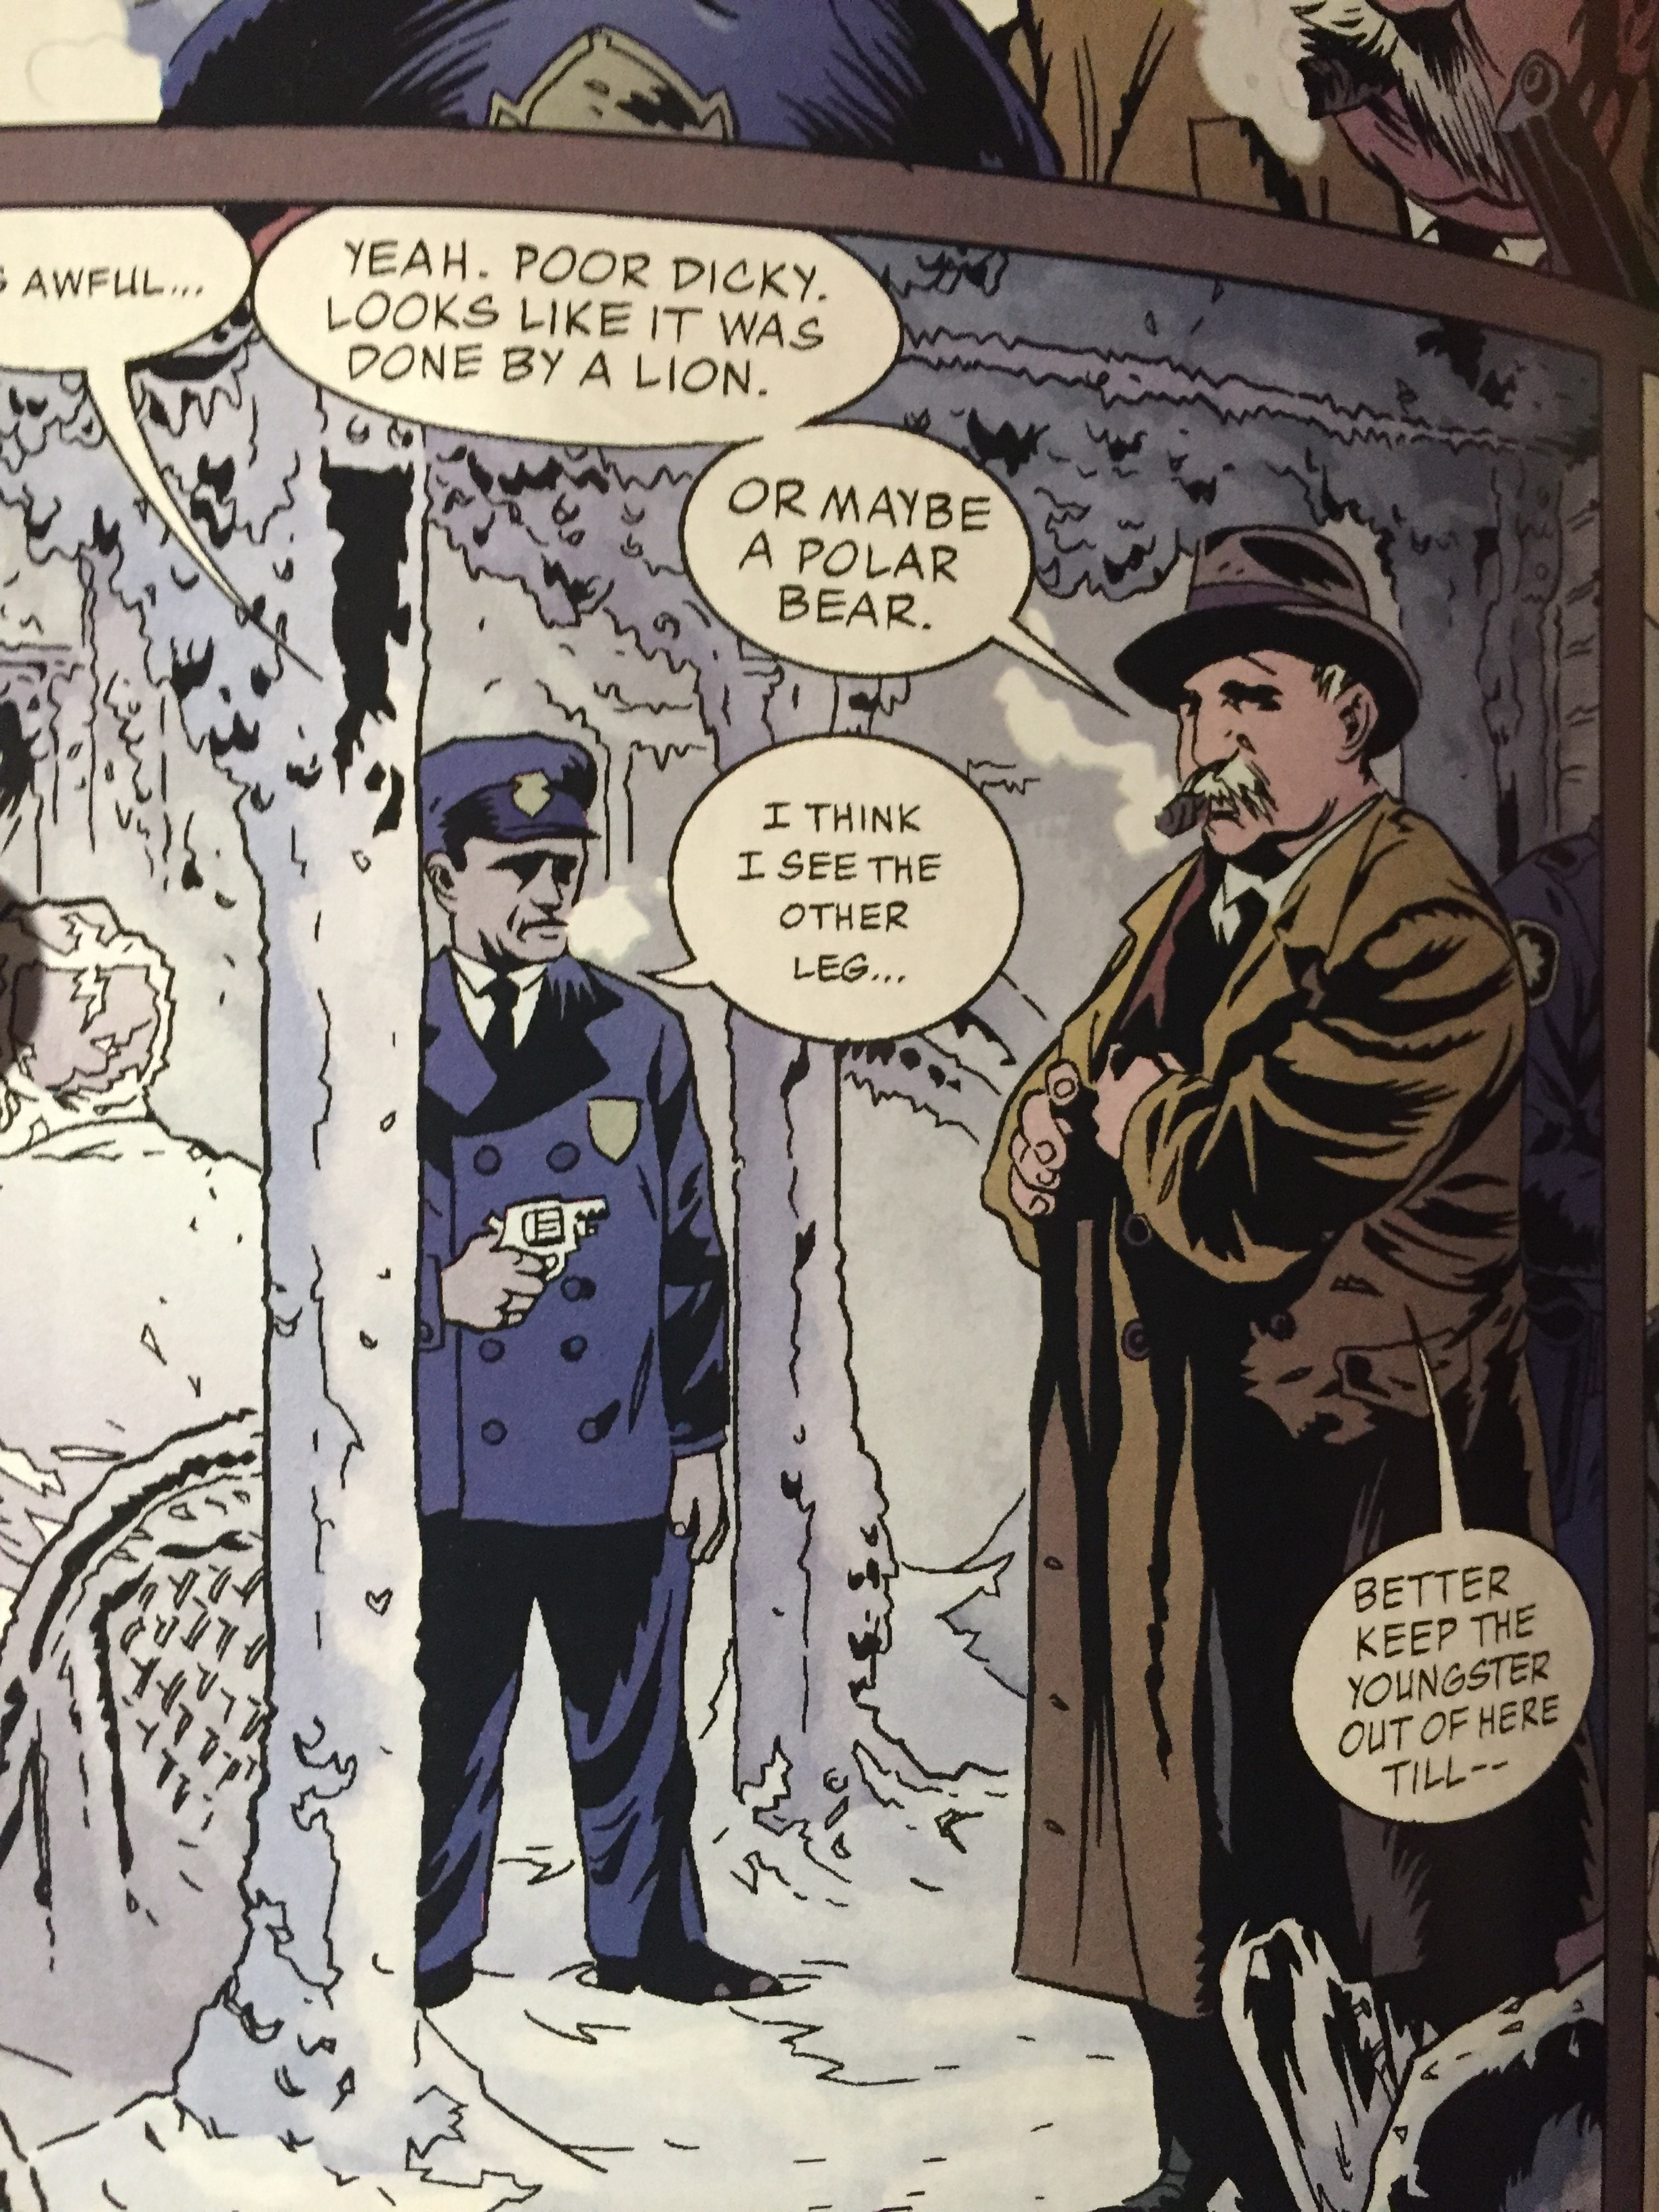 AWFUL...
YEAH. POOR DICKY.
LOOKS LIKE IT WAS
DONE BY A LION.
OR MAYBE
A POLAR
BEAR.
I THINK
I SEE THE
OTHER
LEG...
BETTER
KEEP THE
YOUNGSTER
OUT OF HERE
TILL--